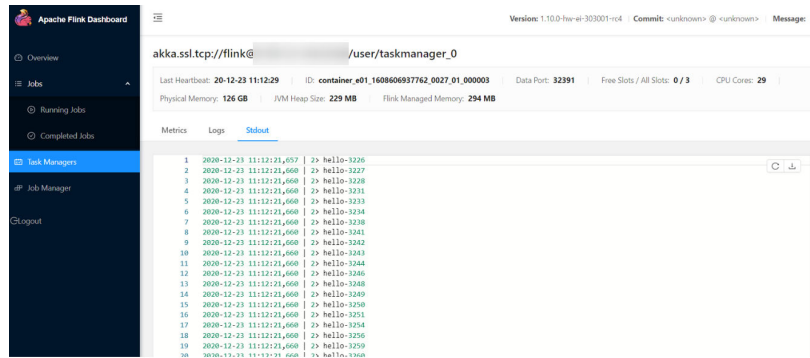 Apache Flink Dashboard
Version: 1.10.0-hw-ei-303001-rc4 Commit: <unknown> @ <unknown> Message:
Overview
Jobs
Running Jobs
Completed Jobs
Task Managers
Job Manager
Logout
akka.ssl.tcp://flink@ /user/taskmanager_0
Last Heartbeat: 20-12-23 11:12:29 ID: container_e01_1608606937762_0027_01_000003 Data Port: 32391 Free Slots / All Slots: 0 / 3 CPU Cores: 29
Physical Memory: 126 GB JVM Heap Size: 229 MB Flink Managed Memory: 294 MB
Metrics Logs Stdout
1 2020-12-23 11:12:21,657 | 2> hello-3226
2 2020-12-23 11:12:21,660 | 2> hello-3227
3 2020-12-23 11:12:21,660 | 2> hello-3228
4 2020-12-23 11:12:21,660 | 2> hello-3231
5 2020-12-23 11:12:21,660 | 2> hello-3233
6 2020-12-23 11:12:21,660 | 2> hello-3234
7 2020-12-23 11:12:21,660 | 2> hello-3238
8 2020-12-23 11:12:21,660 | 2> hello-3241
9 2020-12-23 11:12:21,660 | 2> hello-3242
10 2020-12-23 11:12:21,660 | 2> hello-3243
11 2020-12-23 11:12:21,660 | 2> hello-3244
12 2020-12-23 11:12:21,660 | 2> hello-3246
13 2020-12-23 11:12:21,660 | 2> hello-3248
14 2020-12-23 11:12:21,660 | 2> hello-3249
15 2020-12-23 11:12:21,660 | 2> hello-3250
16 2020-12-23 11:12:21,660 | 2> hello-3251
17 2020-12-23 11:12:21,660 | 2> hello-3254
18 2020-12-23 11:12:21,660 | 2> hello-3256
19 2020-12-23 11:12:21,660 | 2> hello-3259
20 2020-12-23 11:12:21,660 | 2> hello-3260